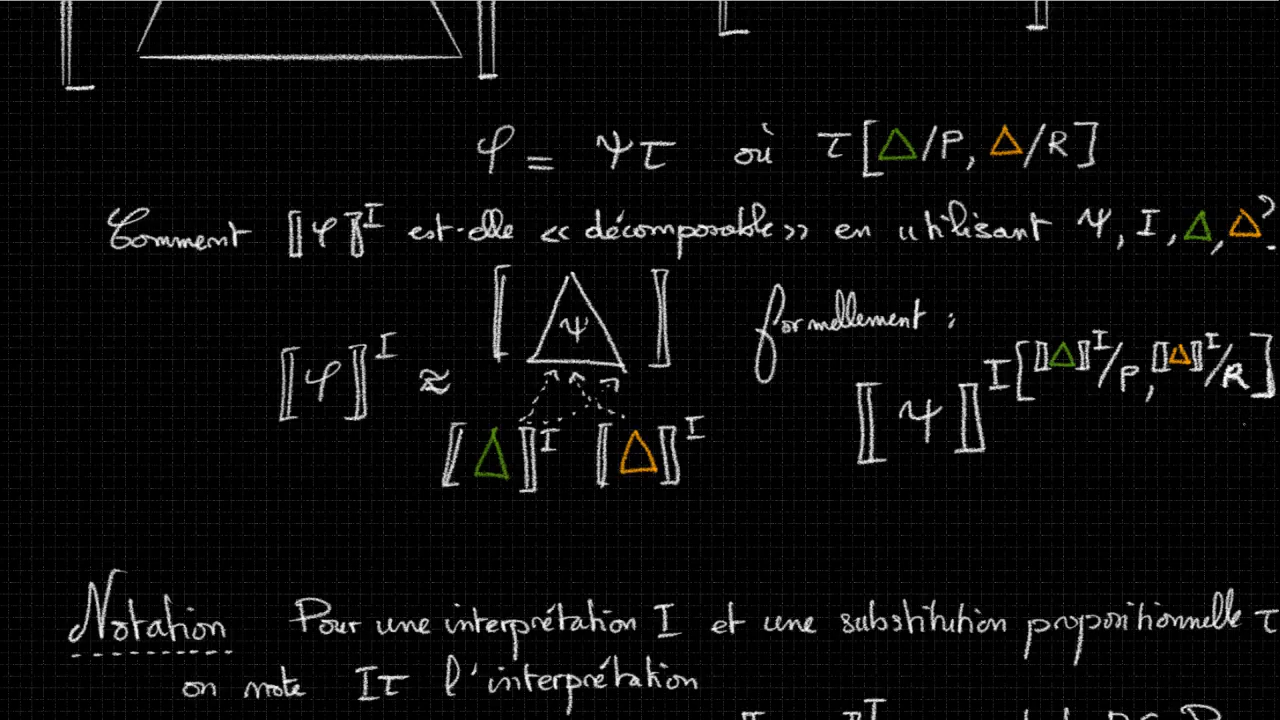 φ = ψτ où τ[△/P, △/R]
Comment ⟦φ⟧^I est-elle « décomposable » en utilisant ψ, I, △, △?
⟦ψ⟧ formellement :
⟦φ⟧^I ≈ ⟦ψ⟧^{I[⟦△⟧^I/P, ⟦△⟧^I/R]}
⟦△⟧^I ⟦△⟧^I
Notation Pour une interprétation I et une substitution propositionnelle τ
on note Iτ l'interprétation